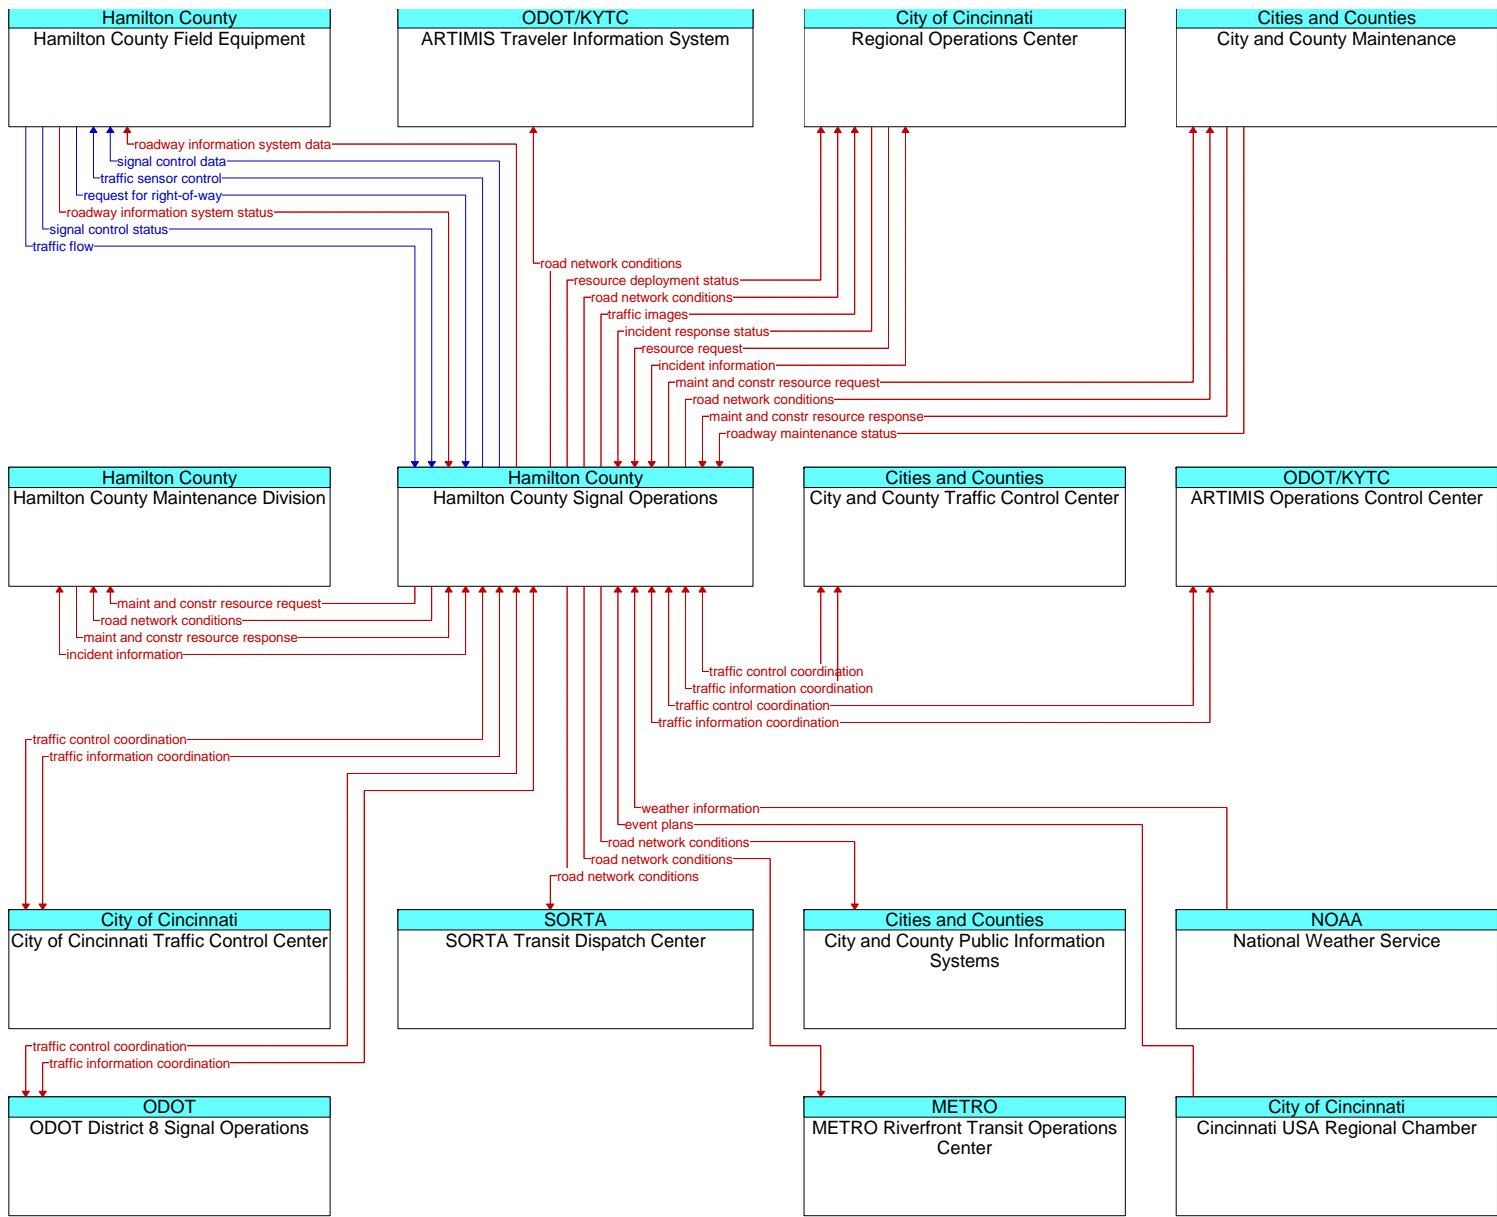 Hamilton County
Hamilton County Field Equipment
ODOT/KYTC
ARTIMIS Traveler Information System
City of Cincinnati
Regional Operations Center
Cities and Counties
City and County Maintenance
roadway information system data
signal control data
traffic sensor control
request for right-of-way
roadway information system status
signal control status
traffic flow
road network conditions
resource deployment status
road network conditions
traffic images
incident response status
resource request
incident information
maint and constr resource request
road network conditions
maint and constr resource response
roadway maintenance status
Hamilton County
Hamilton County Maintenance Division
Hamilton County
Hamilton County Signal Operations
Cities and Counties
City and County Traffic Control Center
ODOT/KYTC
ARTIMIS Operations Control Center
maint and constr resource request
road network conditions
maint and constr resource response
incident information
traffic control coordination
traffic information coordination
traffic control coordination
traffic information coordination
traffic control coordination
traffic information coordination
weather information
event plans
road network conditions
road network conditions
road network conditions
City of Cincinnati
City of Cincinnati Traffic Control Center
SORTA
SORTA Transit Dispatch Center
Cities and Counties
City and County Public Information
Systems
NOAA
National Weather Service
traffic control coordination
traffic information coordination
ODOT
ODOT District 8 Signal Operations
METRO
METRO Riverfront Transit Operations
Center
City of Cincinnati
Cincinnati USA Regional Chamber